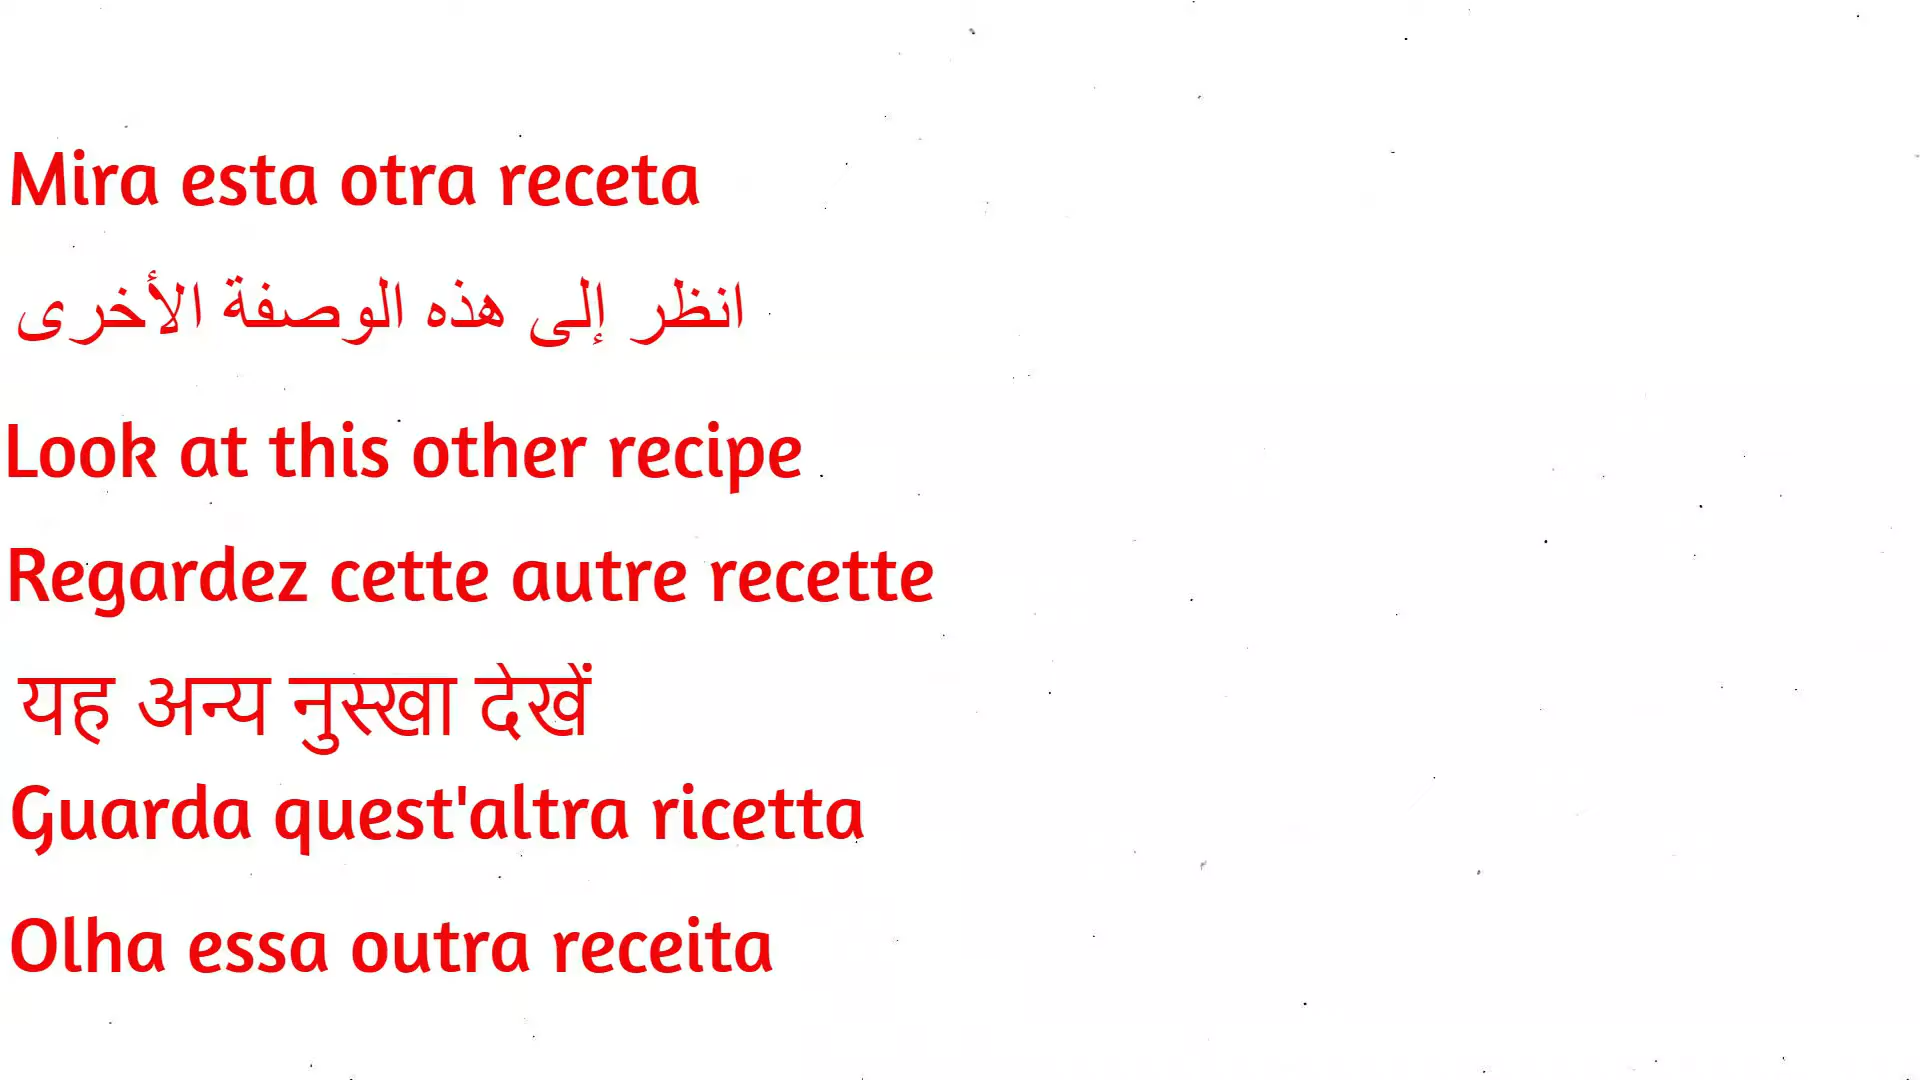 Mira esta otra receta
انظر إلى هذه الوصفة الأخرى
Look at this other recipe
Regardez cette autre recette
यह अन्य नुस्खा देखें
Guarda quest'altra ricetta
Olha essa outra receita